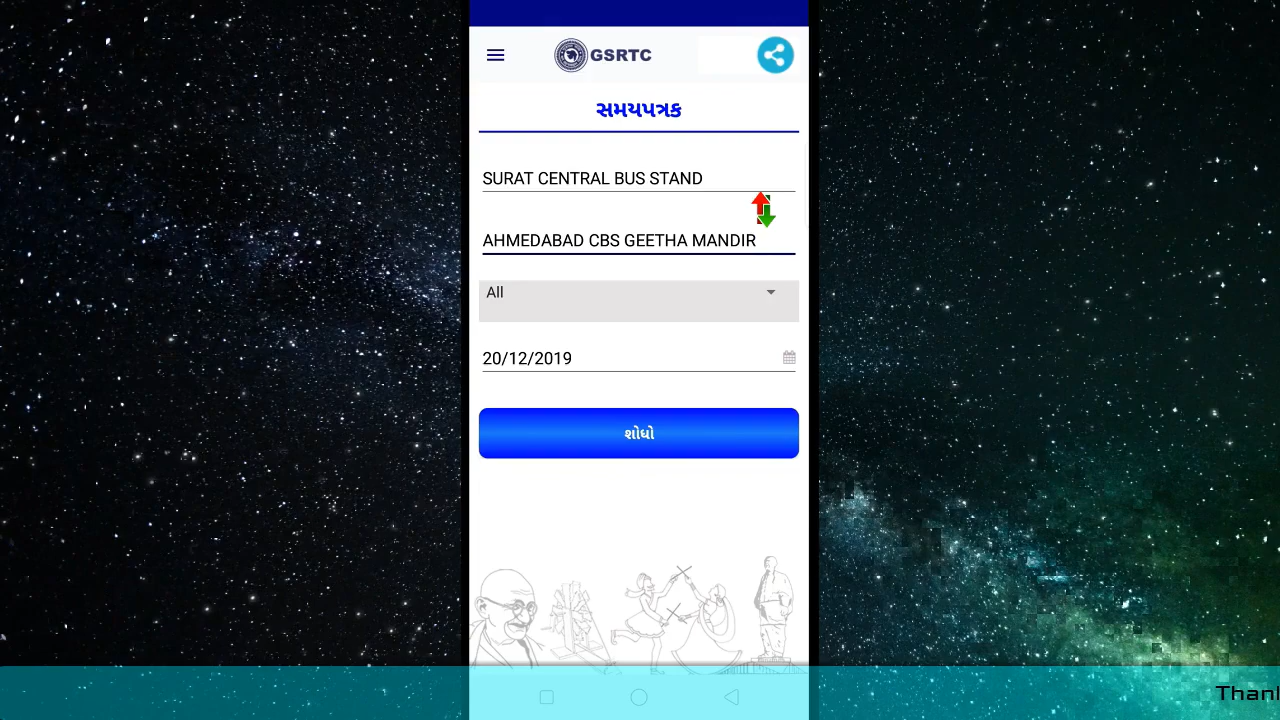 GSRTC
સમયપત્રક
SURAT CENTRAL BUS STAND
AHMEDABAD CBS GEETHA MANDIR
All
20/12/2019
શોધો